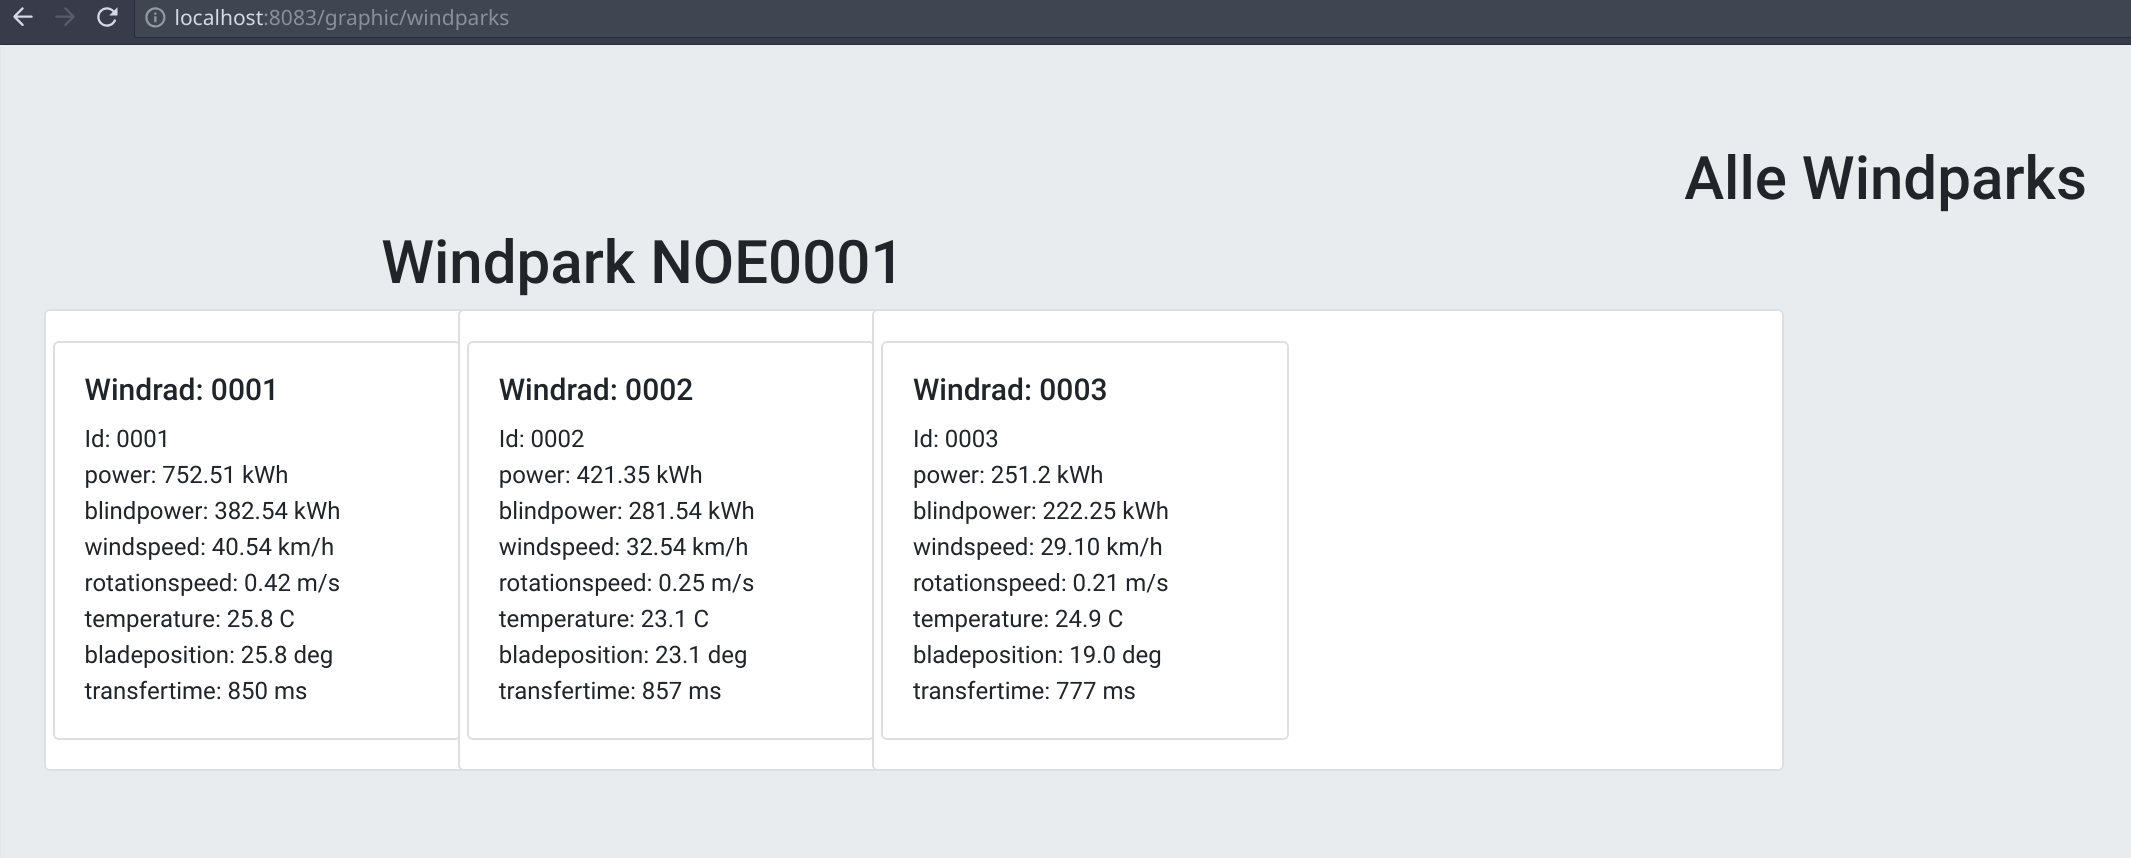 localhost:8083/graphic/windparks
Alle Windparks
Windpark NOE0001
Windrad: 0001
Id: 0001
power: 752.51 kWh
blindpower: 382.54 kWh
windspeed: 40.54 km/h
rotationspeed: 0.42 m/s
temperature: 25.8 C
bladeposition: 25.8 deg
transfertime: 850 ms
Windrad: 0002
Id: 0002
power: 421.35 kWh
blindpower: 281.54 kWh
windspeed: 32.54 km/h
rotationspeed: 0.25 m/s
temperature: 23.1 C
bladeposition: 23.1 deg
transfertime: 857 ms
Windrad: 0003
Id: 0003
power: 251.2 kWh
blindpower: 222.25 kWh
windspeed: 29.10 km/h
rotationspeed: 0.21 m/s
temperature: 24.9 C
bladeposition: 19.0 deg
transfertime: 777 ms